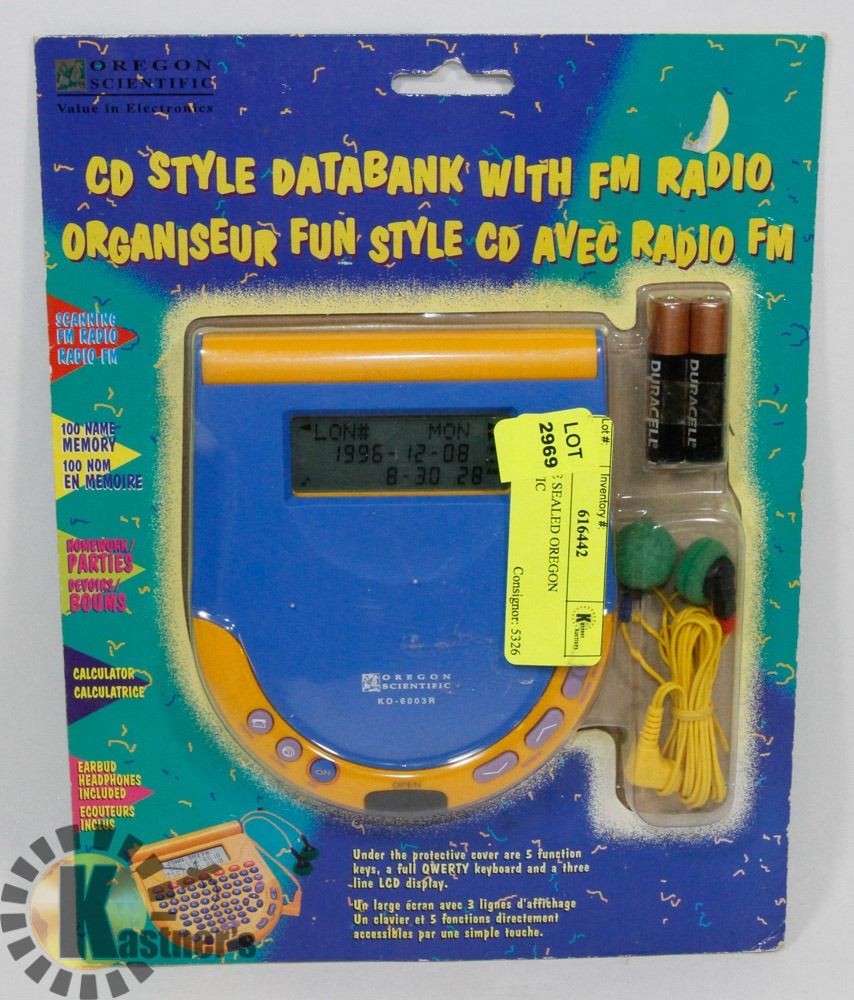 OREGON
SCIENTIFIC
Value in Electronics
CD STYLE DATABANK WITH FM RADIO
ORGANISEUR FUN STYLE CD AVEC RADIO FM
SCANNING
FM RADIO
RADIO FM
100 NAME
MEMORY
100 NOM
EN MEMOIRE
HOMEWORK/
PARTIES
DEVOIRS/
BOUMS
CALCULATOR
CALCULATRICE
EARBUD
HEADPHONES
INCLUDED
ECOUTEURS
INCLUS
LON# MON
1996-12-08
8-30 28
OREGON
SCIENTIFIC
KO-6003R
ON
OPEN
DURACELL
DURACELL
LOT
2969
Lot #:
Inventory #:
616442
SEALED OREGON
IC
Consignor: 5326
Kastner
Auctions
Under the protective cover are 5 function
keys, a full QWERTY keyboard and a three
line LCD display.
Un large écran avec 3 lignes d'affichage
Un clavier et 5 fonctions directement
accessibles par une simple touche.
Kastner's